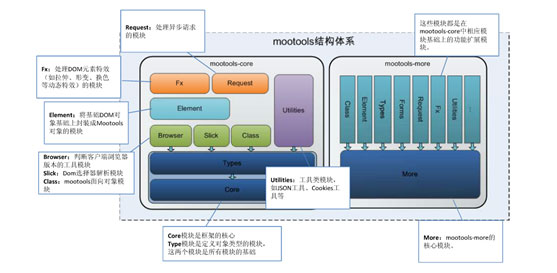 Request：处理异步请求
的模块
这些模块都是在
mootools-core中相应模
块基础上的功能扩展模
块。
mootools结构体系
mootools-core
mootools-more
Fx：处理DOM元素特效
（如拉伸、形变、换色
等动态特效）的模块
Fx
Request
Utilities
Element
Element：将基础DOM对
象基础上封装成Mootools
对象的模块
Browser
Slick
Class
Browser：判断客户端浏览器
版本的工具模块
Slick：Dom选择器解析模块
Class：mootools面向对象模
块
Types
Core
Class
Element
Types
Forms
Request
Fx
Utilities
...
More
Utilities：工具类模块，
如JSON工具，Cookies工
具等
Core模块是框架的核心
Type模块是定义对象类型的模块，
这两个模块是所有模块的基础
More：mootools-more的
核心模块。